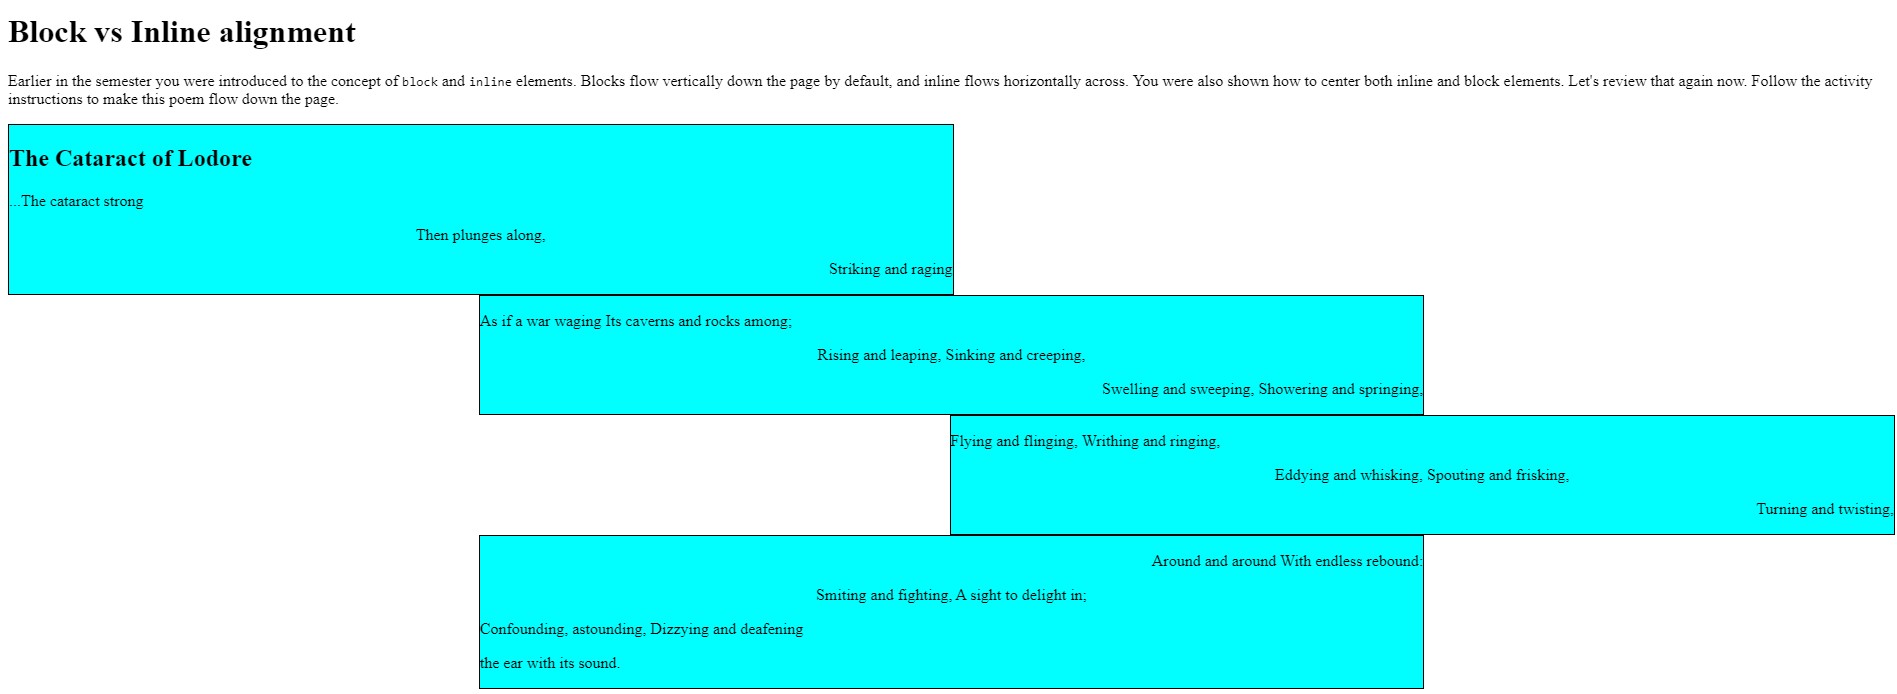 Block vs Inline alignment
Earlier in the semester you were introduced to the concept of block and inline elements. Blocks flow vertically down the page by default, and inline flows horizontally across. You were also shown how to center both inline and block elements. Let's review that again now. Follow the activity
instructions to make this poem flow down the page.
The Cataract of Lodore
...The cataract strong
Then plunges along,
Striking and raging
As if a war waging Its caverns and rocks among;
Rising and leaping, Sinking and creeping,
Swelling and sweeping, Showering and springing,
Flying and flinging, Writhing and ringing,
Eddying and whisking, Spouting and frisking,
Turning and twisting,
Around and around With endless rebound:
Smiting and fighting, A sight to delight in;
Confounding, astounding, Dizzying and deafening
the ear with its sound.